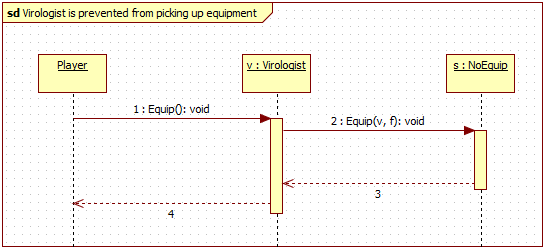 sd Virologist is prevented from picking up equipment
Player
v : Virologist
s : NoEquip
1 : Equip(): void
2 : Equip(v, f): void
3
4